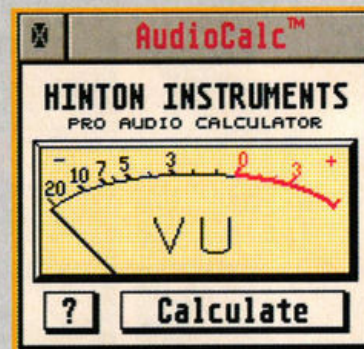 AudioCalc™
HINTON INSTRUMENTS
PRO AUDIO CALCULATOR
- 20 10 7 5 3 0 3 +
VU
? Calculate